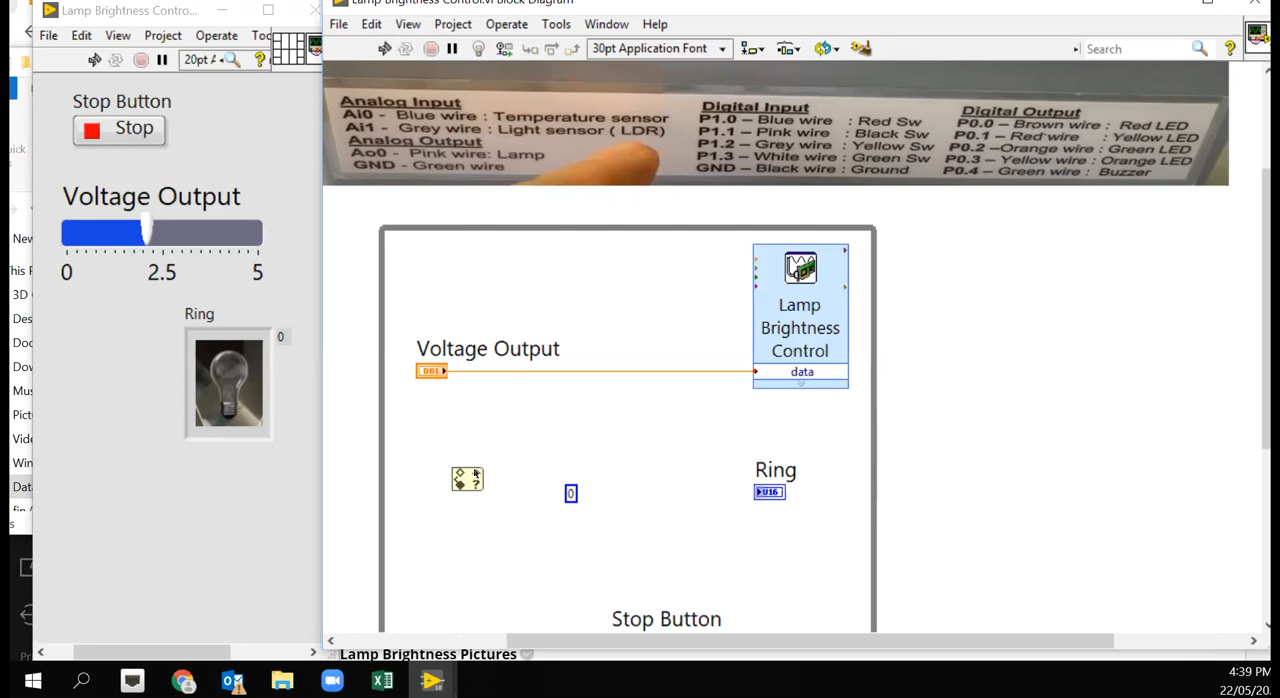 Lamp Brightness Contro...
File Edit View Project Operate
20pt A
Stop Button
Stop
Voltage Output
0 2.5 5
Ring
0
Lamp Brightness Control.vi Block Diagram
File Edit View Project Operate Tools Window Help
30pt Application Font
Search
Analog Input
Ai0 - Blue wire : Temperature sensor
Ai1 - Grey wire : Light sensor ( LDR)
Analog Output
Ao0 - Pink wire: Lamp
GND - Green wire
Digital Input
P1.0 – Blue wire : Red Sw
P1.1 – Pink wire : Black Sw
P1.2 – Grey wire : Yellow Sw
P1.3 – White wire : Green Sw
GND – Black wire : Ground
Digital Output
P0.0 – Brown wire : Red LED
P0.1 – Red wire : Yellow LED
P0.2 –Orange wire : Green LED
P0.3 – Yellow wire : Orange LED
P0.4 – Green wire : Buzzer
Voltage Output
DBL
Lamp
Brightness
Control
data
?
0
Ring
U16
Stop Button
Lamp Brightness Pictures
4:39 PM
22/05/20